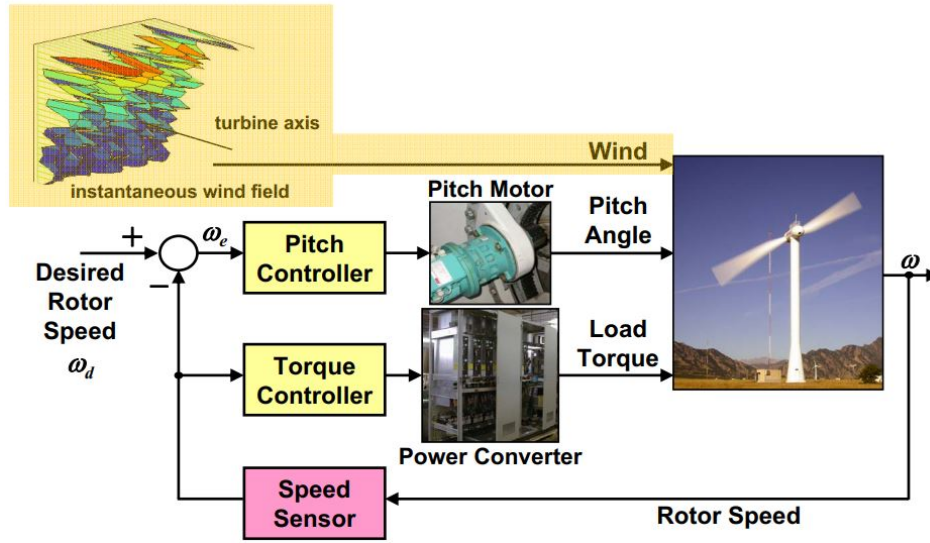 turbine axis
instantaneous wind field
Wind
Pitch Motor
Pitch
Angle
+
ωe
Pitch
Controller
−
Desired
Rotor
Speed
ωd
ω
Load
Torque
Torque
Controller
Power Converter
Speed
Sensor
Rotor Speed